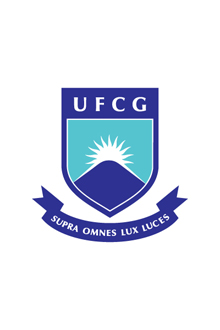 UFCG
SUPRA OMNES LUX LUCES